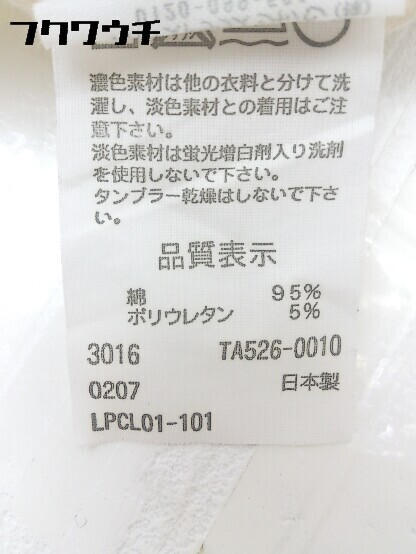 フクワウチ
濃色素材は他の衣料と分けて洗
濯し、淡色素材との着用はご注
意下さい。
淡色素材は蛍光増白剤入り洗剤
を使用しないで下さい。
タンブラー乾燥はしないで下さ
い。
品質表示
綿 95%
ポリウレタン 5%
3016 TA526-0010
0207 日本製
LPCL01-101